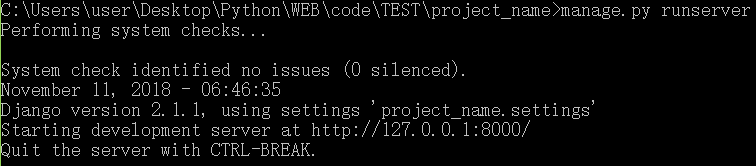 C:\Users\user\Desktop\Python\WEB\code\TEST\project_name>manage.py runserver
Performing system checks...
System check identified no issues (0 silenced).
November 11, 2018 - 06:46:35
Django version 2.1.1, using settings 'project_name.settings'
Starting development server at http://127.0.0.1:8000/
Quit the server with CTRL-BREAK.